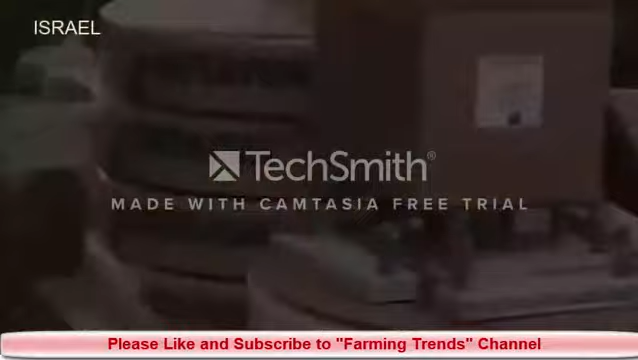 ISRAEL
TechSmith®
MADE WITH CAMTASIA FREE TRIAL
Please Like and Subscribe to "Farming Trends" Channel